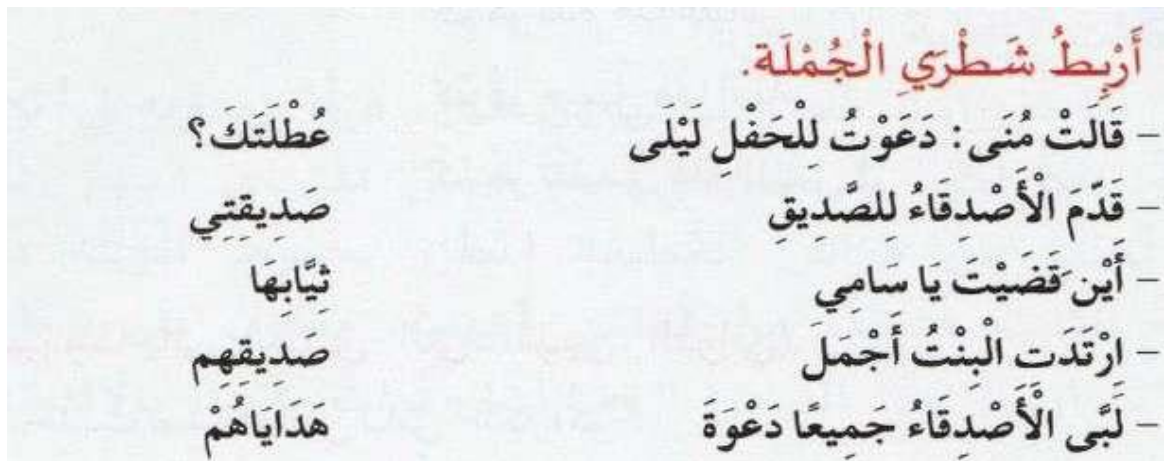 أَرْبِطُ شَطْرَيِ الْجُمْلَة.
– قَالَتْ مُنَى: دَعَوْتُ لِلْحَفْلِ لَيْلَى عُطْلَتَكَ؟
– قَدَّمَ الْأَصْدِقَاءُ لِلصَّدِيقِ صَدِيقِتِي
– أَيْن َقَضَيْتَ يَا سَامِي ثِيَّابِهَا
– ارْتَدَت الْبِنْتُ أَجْمَلَ صَدِيقِهِم
– لَبَّى الْأَصْدِقَاءُ جَمِيعًا دَعْوَةَ هَدَايَاهُمْ